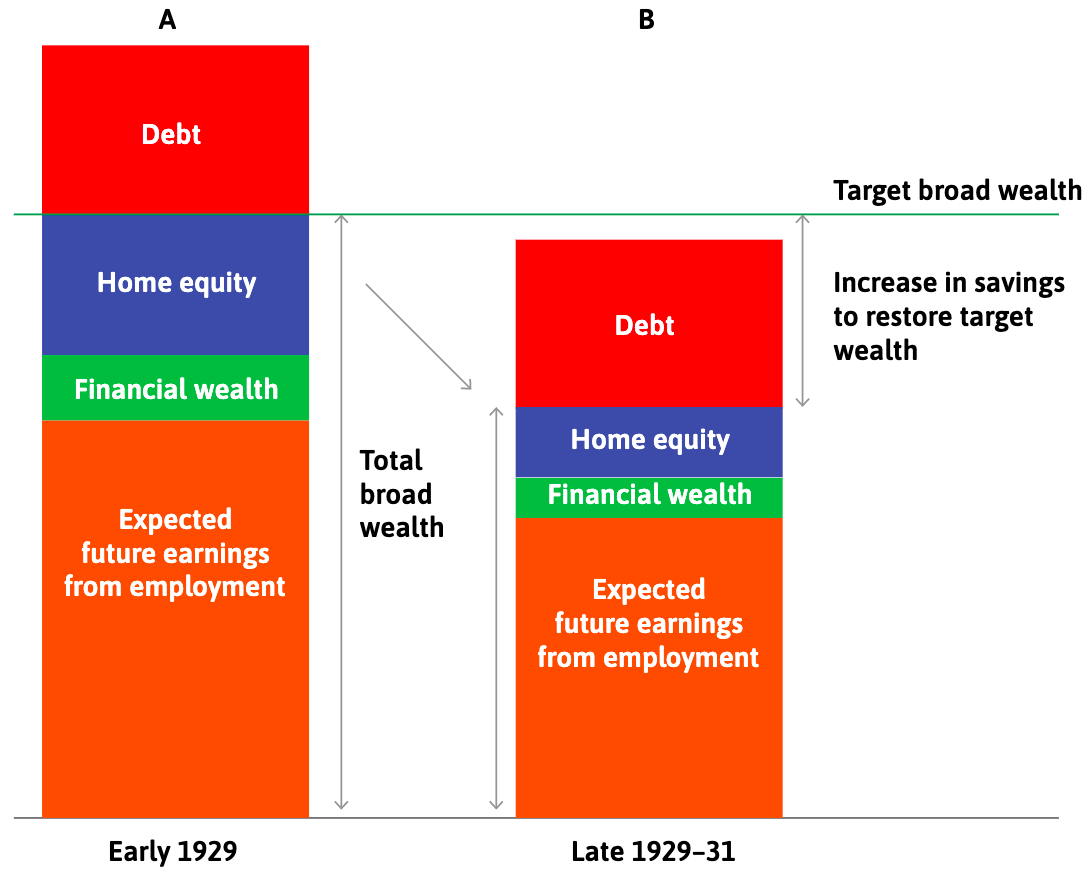 A
B
Debt
Target broad wealth
Home equity
Increase in savings
to restore target
wealth
Debt
Financial wealth
Home equity
Total
broad
wealth
Financial wealth
Expected
future earnings
from employment
Expected
future earnings
from employment
Early 1929
Late 1929–31